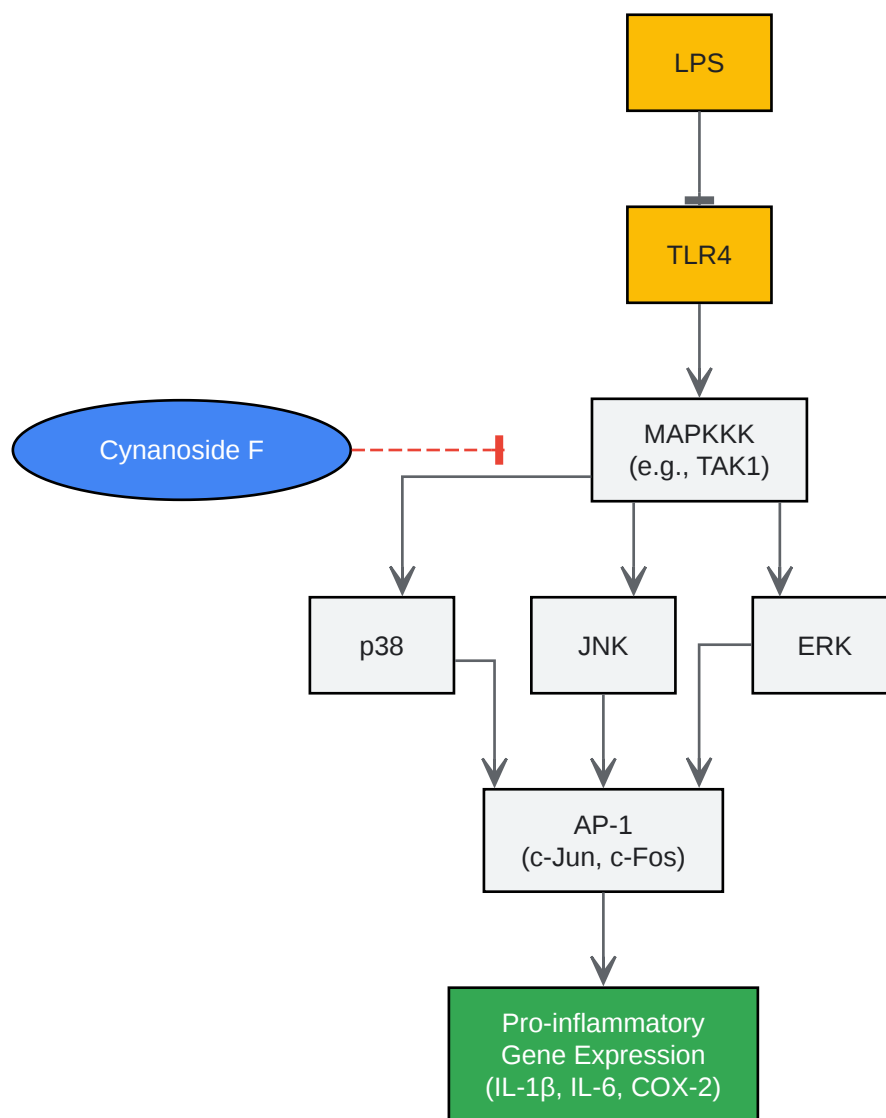 LPS
TLR4
Cynanoside F
MAPKKK
(e.g., TAK1)
p38
JNK
ERK
AP-1
(c-Jun, c-Fos)
Pro-inflammatory
Gene Expression
(IL-1β, IL-6, COX-2)